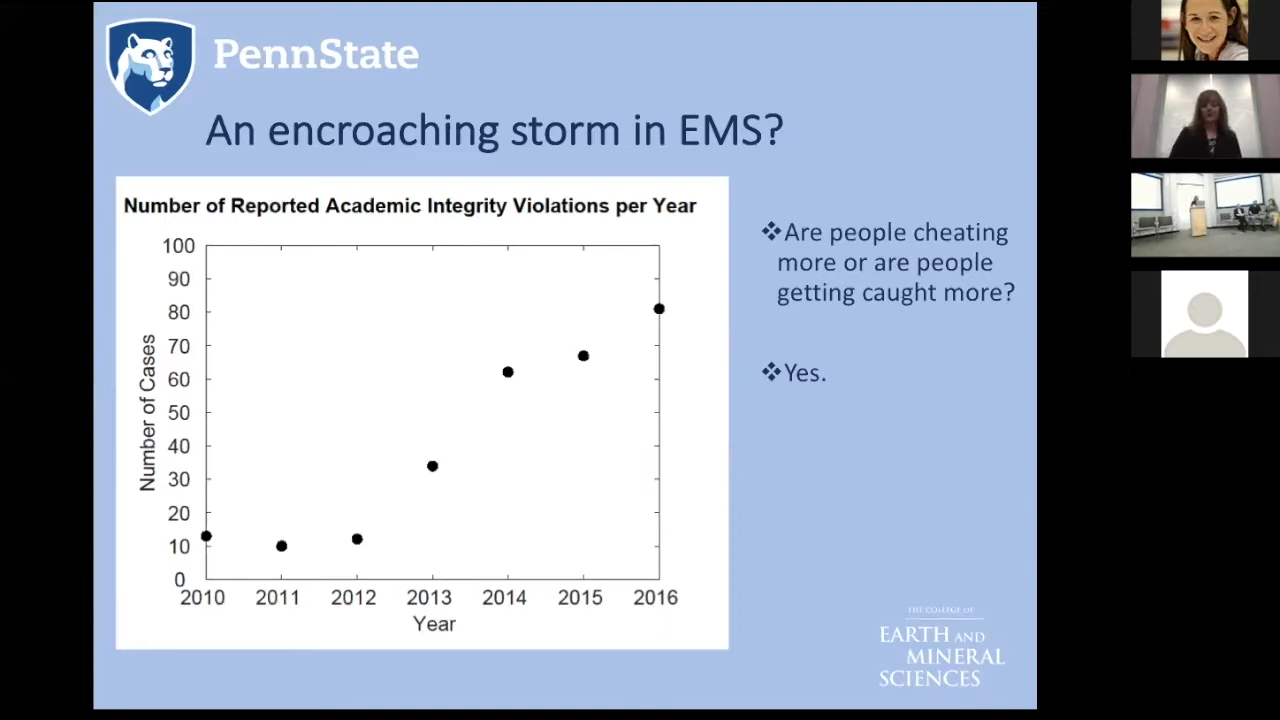 PennState
An encroaching storm in EMS?
Number of Reported Academic Integrity Violations per Year
100
90
80
70
60
50
40
30
20
10
0
Number of Cases
2010 2011 2012 2013 2014 2015 2016
Year
❖Are people cheating
more or are people
getting caught more?
❖Yes.
THE COLLEGE OF
EARTH AND
MINERAL
SCIENCES